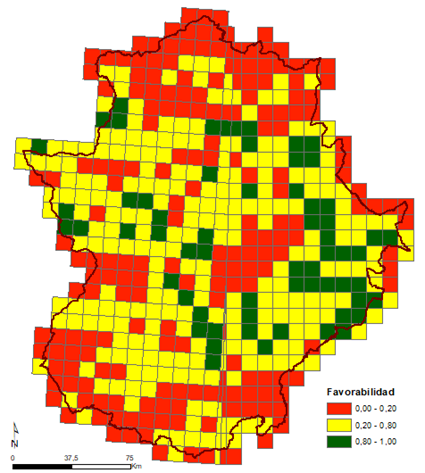 Favorabilidad
0,00 - 0,20
0,20 - 0,80
0,80 - 1,00
N
0 37,5 75
Km